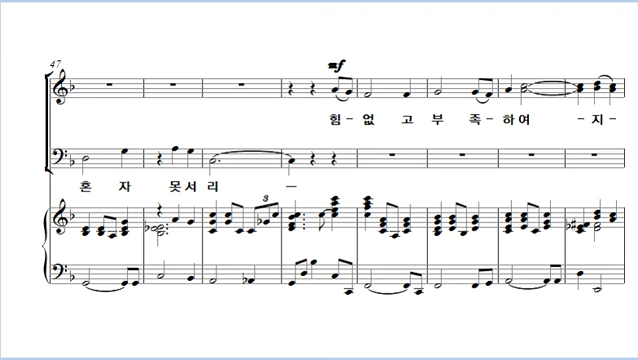 47
mf
힘- 없 고 부 족-하여 -지-
혼 자 못서 리 —
3